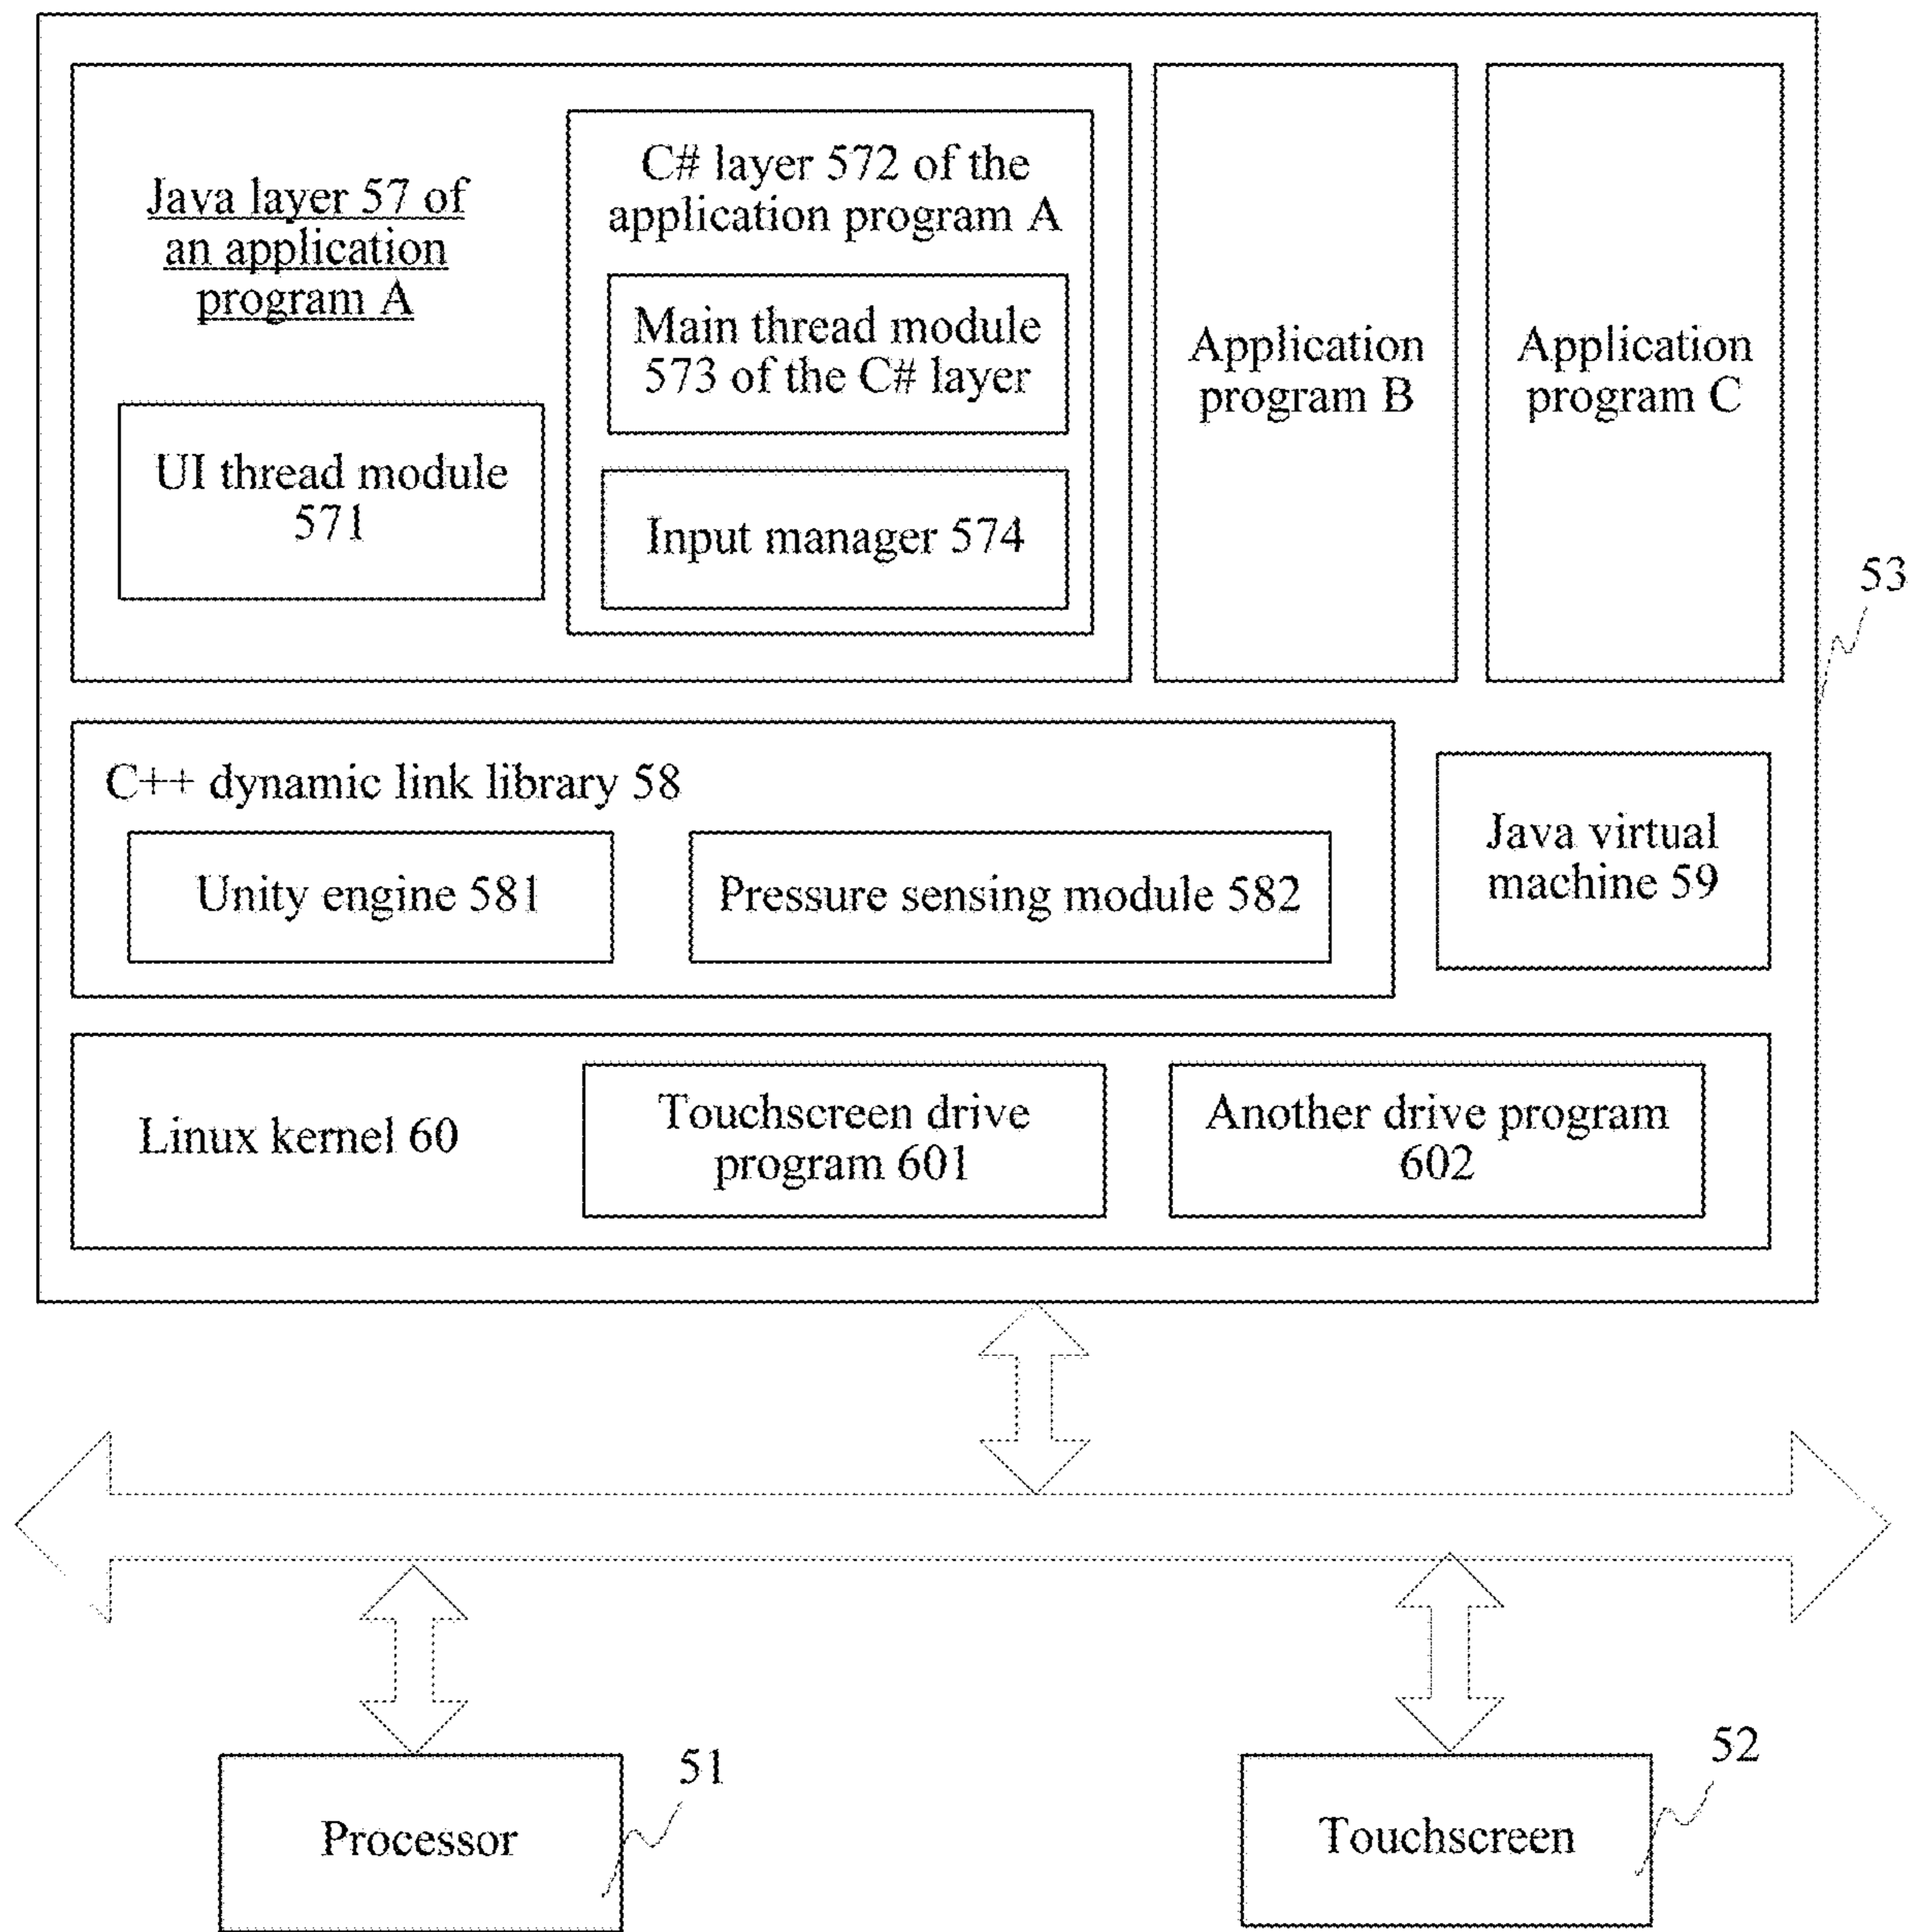 Java layer 57 of
an application
program A
C# layer 572 of the
application program A
Main thread module
573 of the C# layer
UI thread module
571
Input manager 574
Application
program B
Application
program C
53
C++ dynamic link library 58
Unity engine 581
Pressure sensing module 582
Java virtual
machine 59
Linux kernel 60
Touchscreen drive
program 601
Another drive program
602
51
Processor
52
Touchscreen